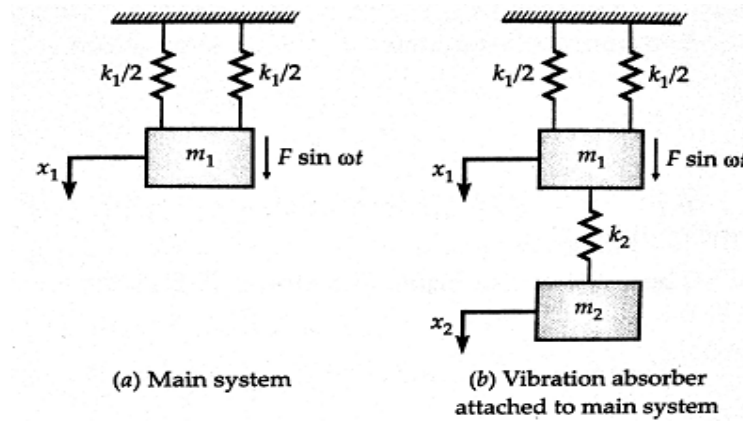 k₁/2
k₁/2
m₁
F sin ωt
x₁
(a) Main system
k₁/2
k₁/2
m₁
F sin ωt
x₁
k₂
m₂
x₂
(b) Vibration absorber
attached to main system